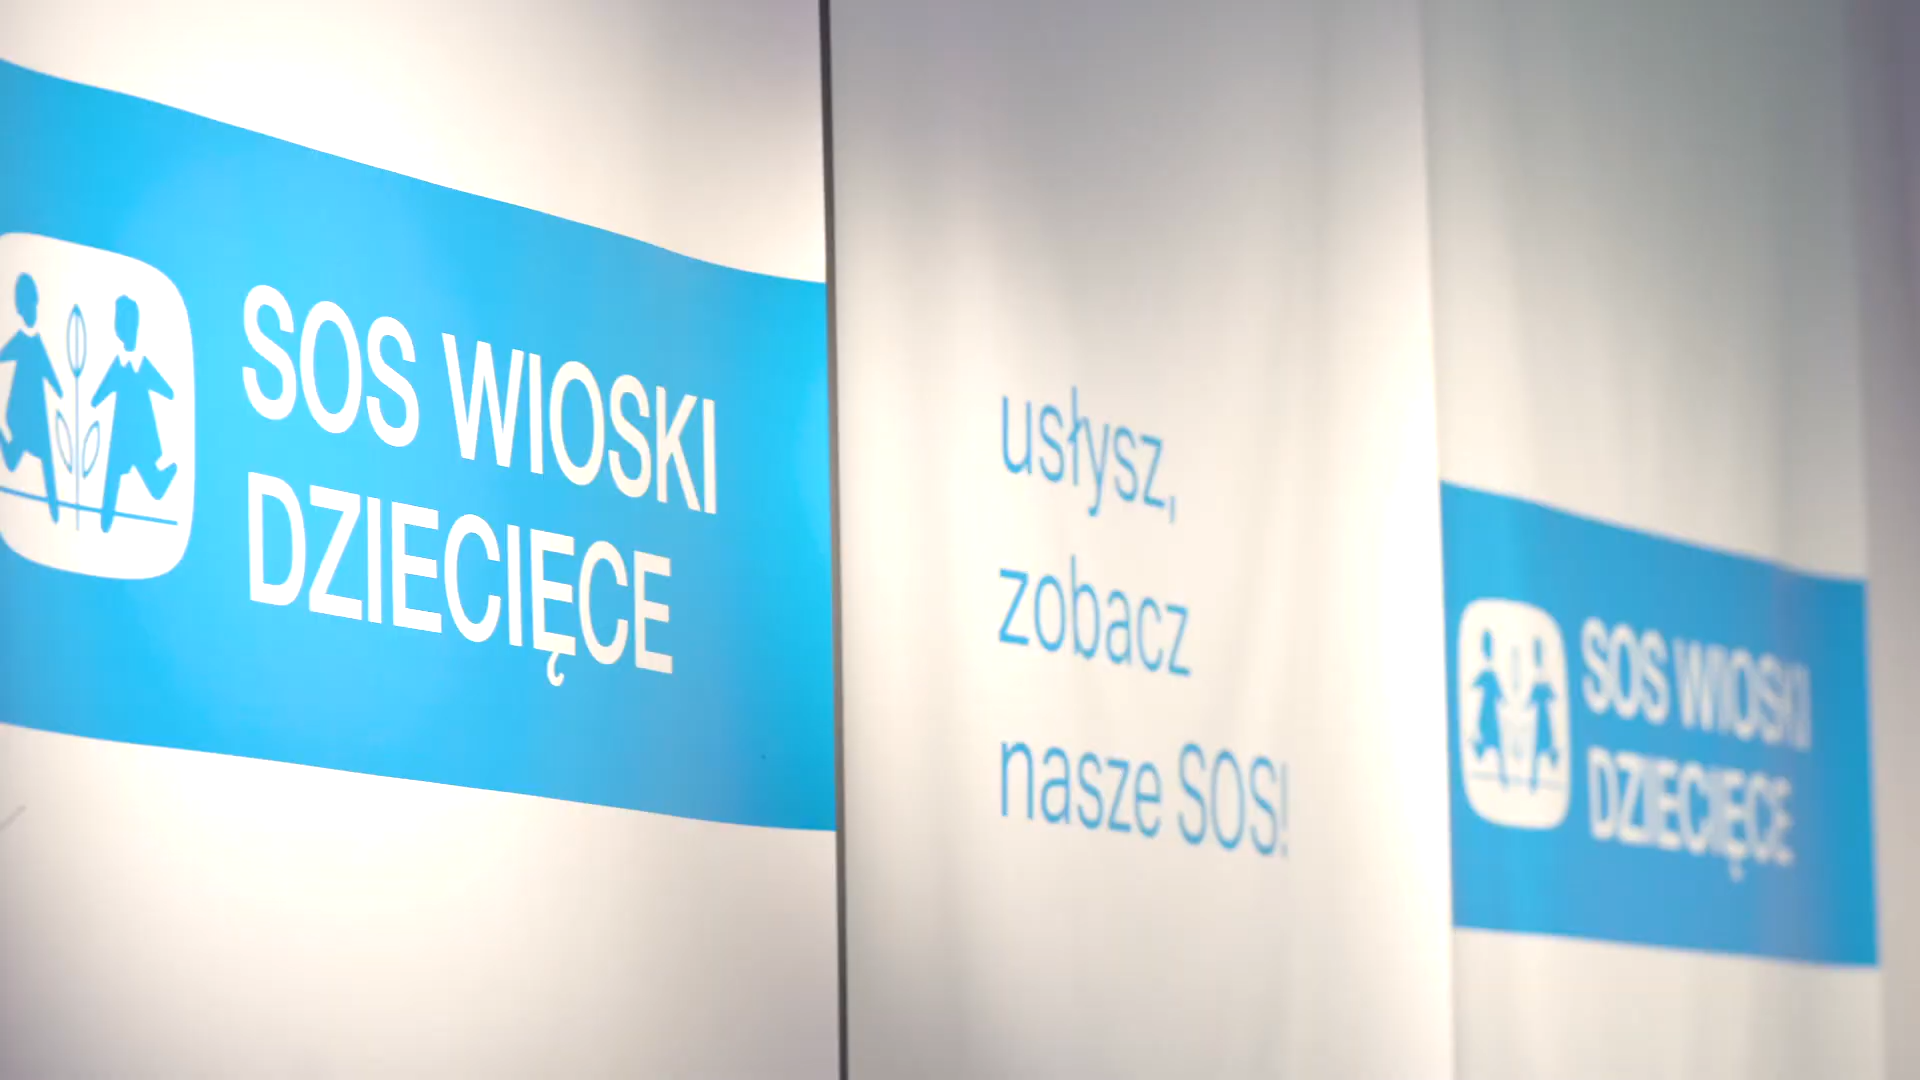 SOS WIOSKI
DZIECIĘCE
usłysz,
zobacz
nasze SOS!
SOS WIOSKI
DZIECIĘCE